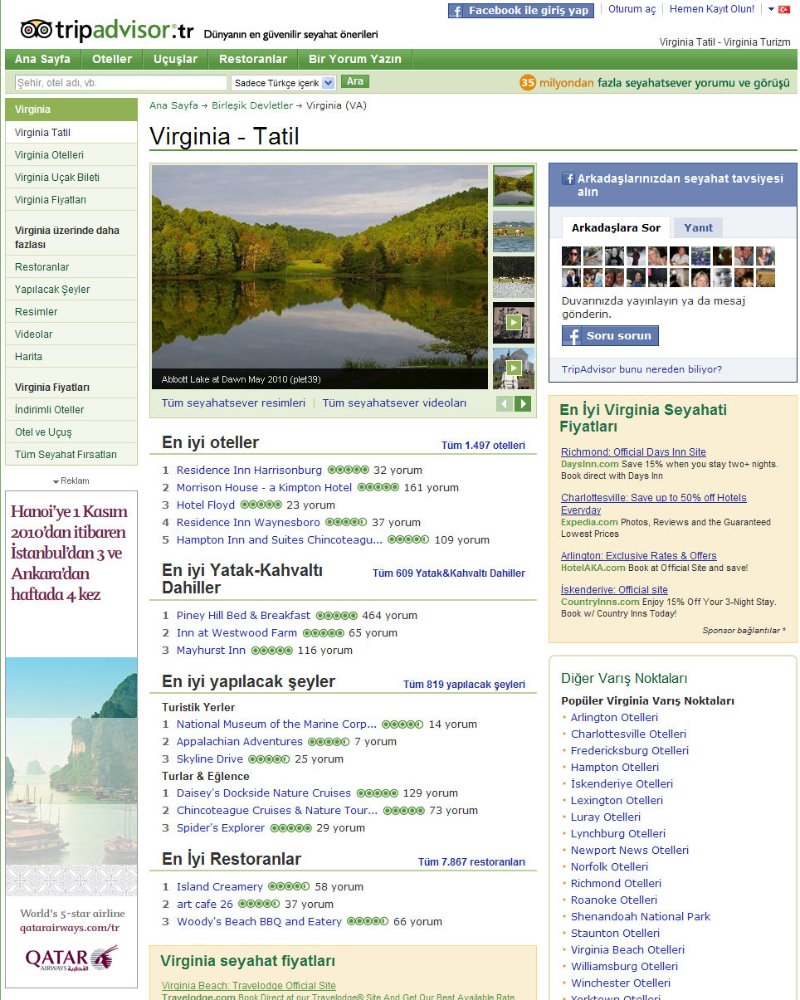 Facebook ile giriş yap
Oturum aç
Hemen Kayıt Olun!
tripadvisor.tr
Dünyanın en güvenilir seyahat önerileri
Virginia Tatil - Virginia Turizm
Ana Sayfa
Oteller
Uçuşlar
Restoranlar
Bir Yorum Yazın
Şehir, otel adı, vb.
Sadece Türkçe içerik
Ara
35 milyondan fazla seyahatsever yorumu ve görüşü
Virginia
Virginia Tatil
Virginia Otelleri
Virginia Uçak Bileti
Virginia Fiyatları
Virginia üzerinde daha
fazlası
Restoranlar
Yapılacak Şeyler
Resimler
Videolar
Harita
Virginia Fiyatları
İndirimli Oteller
Otel ve Uçuş
Tüm Seyahat Fırsatları
Reklam
Hanoi'ye 1 Kasım
2010'dan itibaren
İstanbul'dan 3 ve
Ankara'dan
haftada 4 kez
World's 5-star airline
qatarairways.com/tr
QATAR
AIRWAYS القطرية
Ana Sayfa → Birleşik Devletler → Virginia (VA)
Virginia - Tatil
Abbott Lake at Dawn May 2010 (plet39)
Tüm seyahatsever resimleri | Tüm seyahatsever videoları
En iyi oteller
Tüm 1.497 otelleri
1 Residence Inn Harrisonburg 32 yorum
2 Morrison House - a Kimpton Hotel 161 yorum
3 Hotel Floyd 23 yorum
4 Residence Inn Waynesboro 37 yorum
5 Hampton Inn and Suites Chincoteagu... 109 yorum
En iyi Yatak-Kahvaltı
Dahiller
Tüm 609 Yatak&Kahvaltı Dahiller
1 Piney Hill Bed & Breakfast 464 yorum
2 Inn at Westwood Farm 65 yorum
3 Mayhurst Inn 116 yorum
En iyi yapılacak şeyler
Tüm 819 yapılacak şeyleri
Turistik Yerler
1 National Museum of the Marine Corp... 14 yorum
2 Appalachian Adventures 7 yorum
3 Skyline Drive 25 yorum
Turlar & Eğlence
1 Daisey's Dockside Nature Cruises 129 yorum
2 Chincoteague Cruises & Nature Tour... 73 yorum
3 Spider's Explorer 29 yorum
En İyi Restoranlar
Tüm 7.867 restoranları
1 Island Creamery 58 yorum
2 art cafe 26 37 yorum
3 Woody's Beach BBQ and Eatery 66 yorum
Virginia seyahat fiyatları
Virginia Beach: Travelodge Official Site
Travelodge.com Book Direct at our Travelodge® Site And Get Our Best Available Rate
Arkadaşlarınızdan seyahat tavsiyesi
alın
Arkadaşlara Sor
Yanıt
Duvarınızda yayınlayın ya da mesaj
gönderin.
Soru sorun
TripAdvisor bunu nereden biliyor?
En İyi Virginia Seyahati
Fiyatları
Richmond: Official Days Inn Site
DaysInn.com Save 15% when you stay two+ nights.
Book direct with Days Inn
Charlottesville: Save up to 50% off Hotels
Everyday
Expedia.com Photos, Reviews and the Guaranteed
Lowest Prices
Arlington: Exclusive Rates & Offers
HotelAKA.com Book at Official Site and save!
İskenderiye: Official site
CountryInns.com Enjoy 15% Off Your 3-Night Stay.
Book w/ Country Inns Today!
Sponsor bağlantılar *
Diğer Varış Noktaları
Popüler Virginia Varış Noktaları
• Arlington Otelleri
• Charlottesville Otelleri
• Fredericksburg Otelleri
• Hampton Otelleri
• İskenderiye Otelleri
• Lexington Otelleri
• Luray Otelleri
• Lynchburg Otelleri
• Newport News Otelleri
• Norfolk Otelleri
• Richmond Otelleri
• Roanoke Otelleri
• Shenandoah National Park
• Staunton Otelleri
• Virginia Beach Otelleri
• Williamsburg Otelleri
• Winchester Otelleri
• Yorktown Otelleri